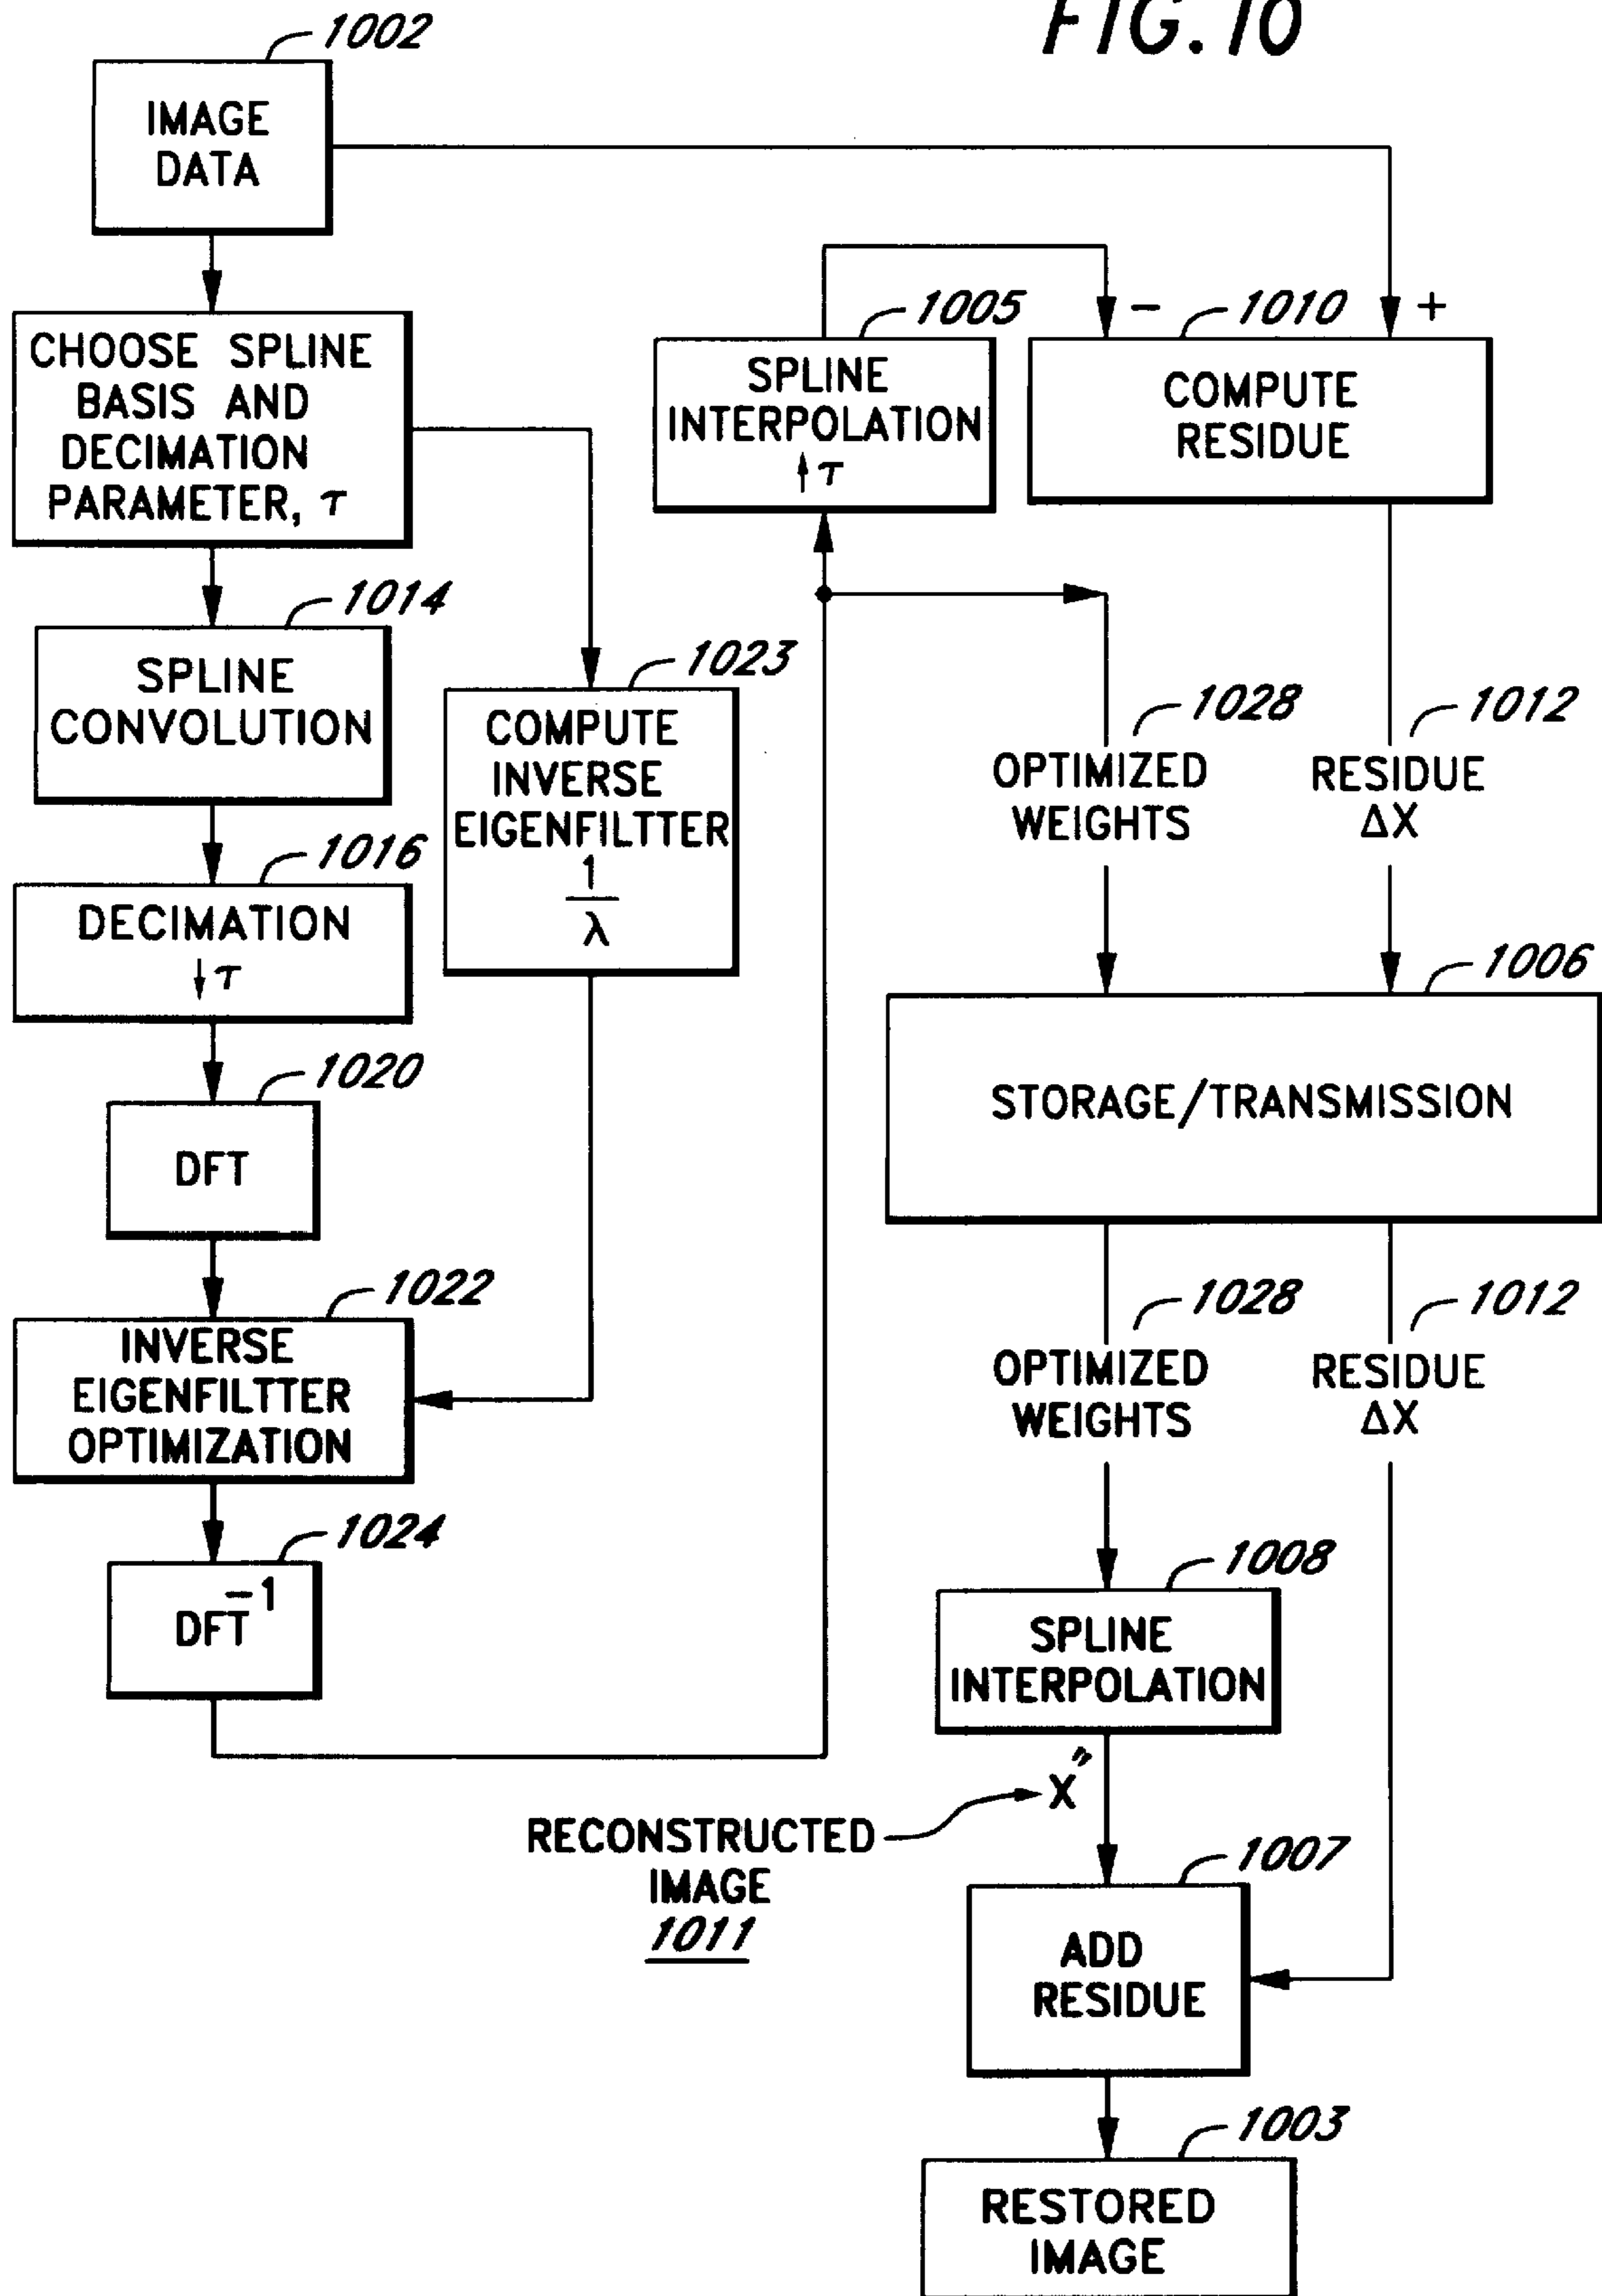 FIG. 10
1002
IMAGE
DATA
CHOOSE SPLINE
BASIS AND
DECIMATION
PARAMETER, τ
1005
SPLINE
INTERPOLATION
↑ τ
-
1010
+
COMPUTE
RESIDUE
1014
SPLINE
CONVOLUTION
1023
COMPUTE
INVERSE
EIGENFILTTER
1
λ
1016
DECIMATION
↓ τ
1028
OPTIMIZED
WEIGHTS
1012
RESIDUE
ΔX
1006
STORAGE/TRANSMISSION
1020
DFT
1022
INVERSE
EIGENFILTTER
OPTIMIZATION
1028
OPTIMIZED
WEIGHTS
1012
RESIDUE
ΔX
1024
DFT⁻¹
1008
SPLINE
INTERPOLATION
X"
RECONSTRUCTED
IMAGE
1011
1007
ADD
RESIDUE
1003
RESTORED
IMAGE